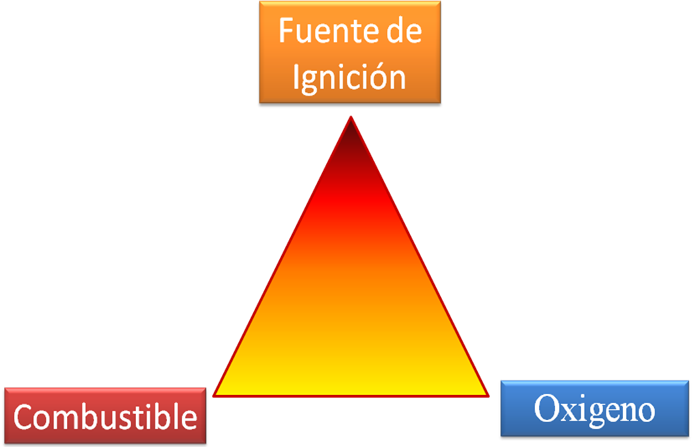 Fuente de
Ignición
Combustible
Oxigeno